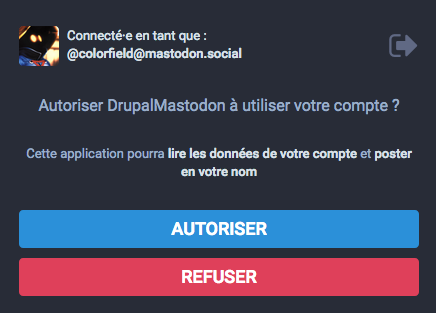 Connecté·e en tant que :
@colorfield@mastodon.social
Autoriser DrupalMastodon à utiliser votre compte ?
Cette application pourra lire les données de votre compte et poster
en votre nom
AUTORISER
REFUSER